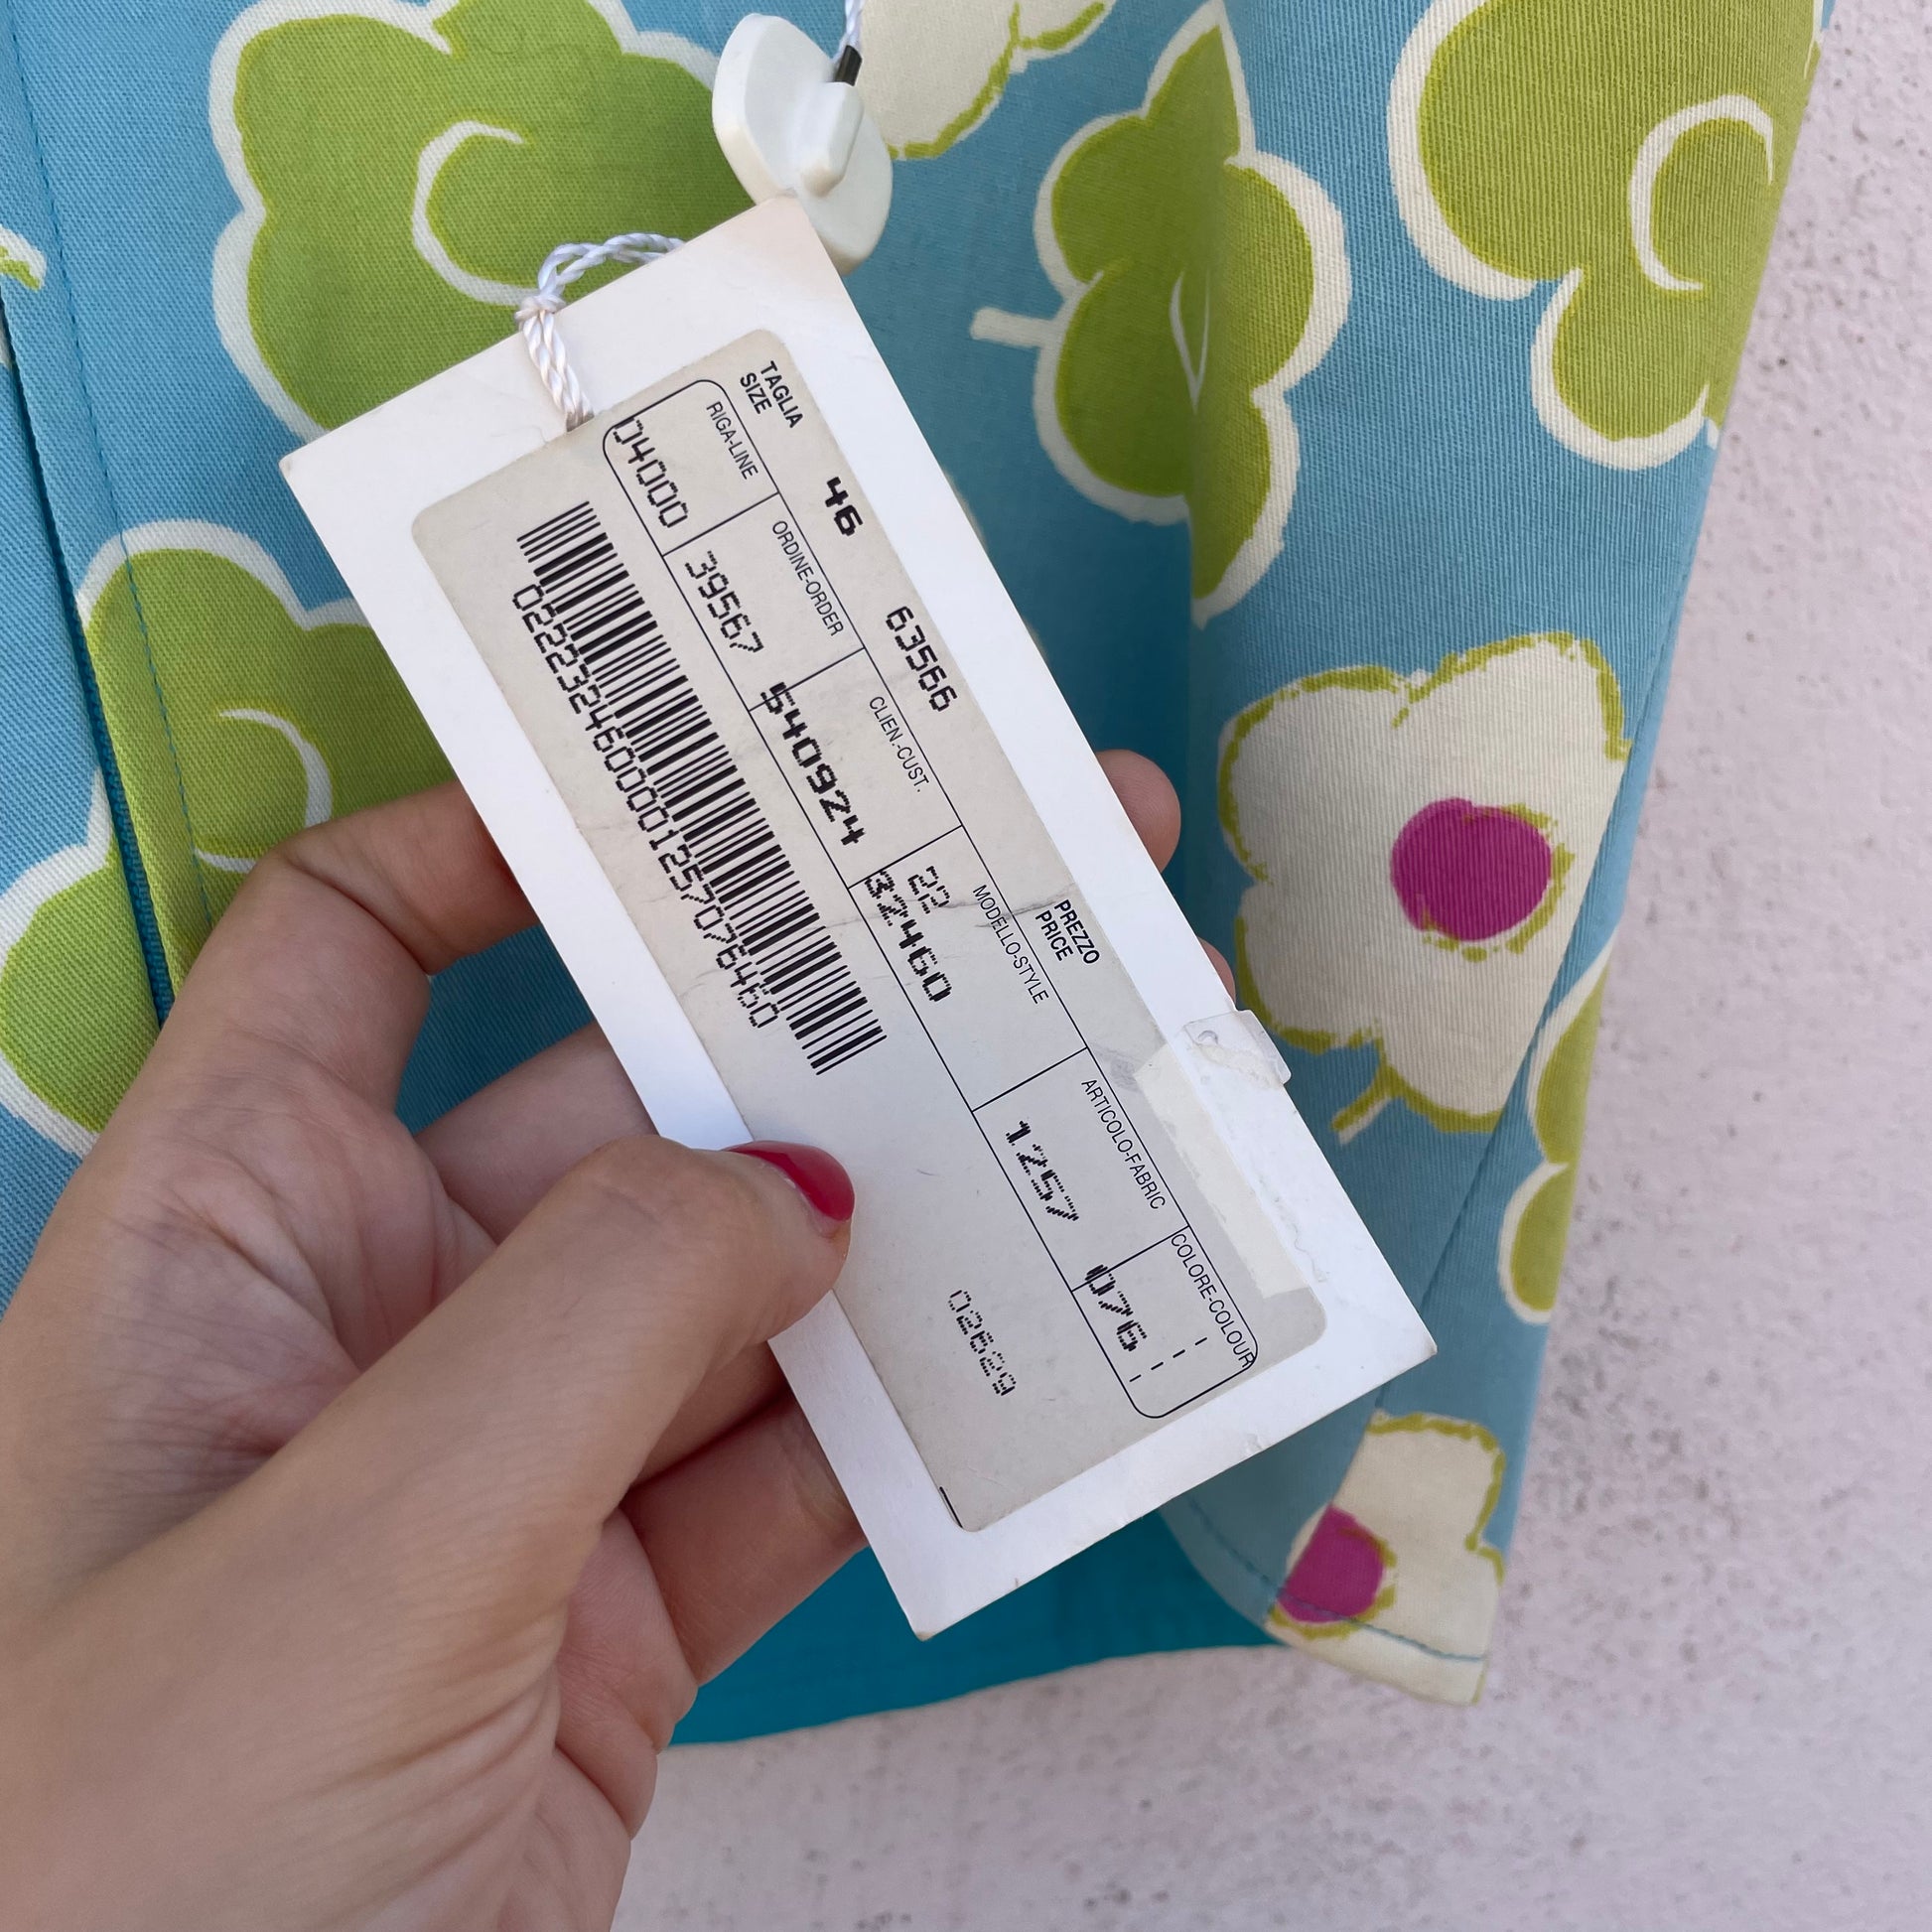 TAGLIA
SIZE
46
63566
PREZZO
PRICE
RIGA-LINE
ORDINE-ORDER
CLIEN.-CUST.
MODELLO-STYLE
ARTICOLO-FABRIC
COLORE-COLOUR
04000
39567
540924
22
32460
1257
076
0222324600001257076460
02629